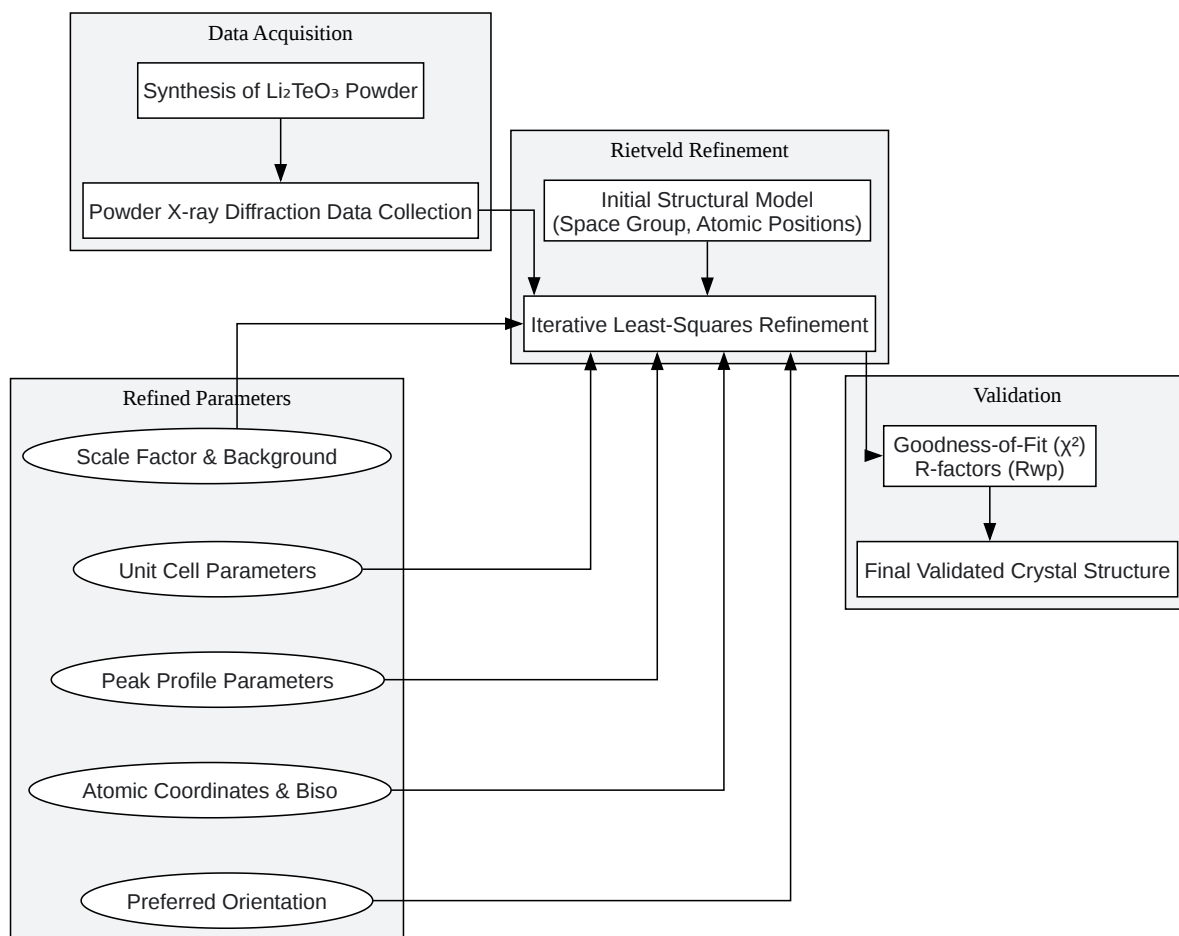 Data Acquisition
Synthesis of Li₂TeO₃ Powder
Powder X-ray Diffraction Data Collection
Rietveld Refinement
Initial Structural Model
(Space Group, Atomic Positions)
Iterative Least-Squares Refinement
Refined Parameters
Scale Factor & Background
Unit Cell Parameters
Peak Profile Parameters
Atomic Coordinates & Biso
Preferred Orientation
Validation
Goodness-of-Fit (χ²)
R-factors (Rwp)
Final Validated Crystal Structure